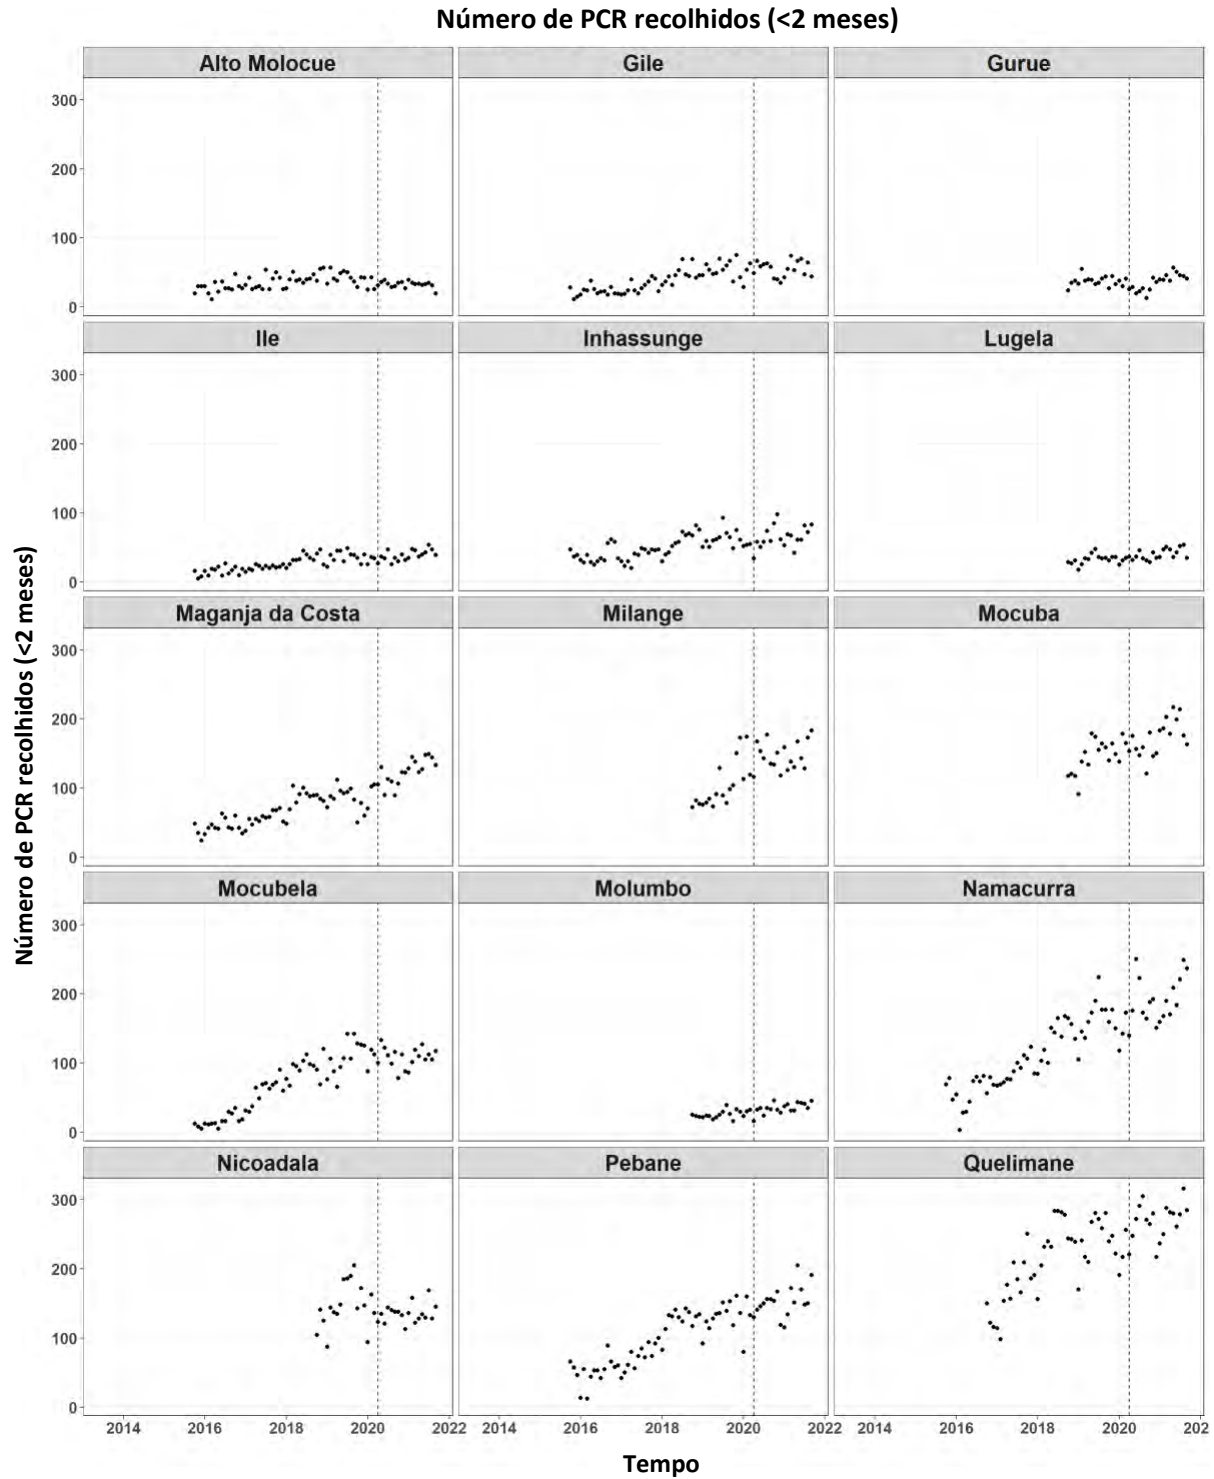 Número de PCR recolhidos (<2 meses)
Alto Molocue
Gile
Gurue
300
200
100
0
Ile
Inhassunge
Lugela
300
200
100
0
Maganja da Costa
Milange
Mocuba
300
200
100
0
Número de PCR recolhidos (<2 meses)
Mocubela
Molumbo
Namacurra
300
200
100
0
Nicoadala
Pebane
Quelimane
300
200
100
0
2014 2016 2018 2020 2022 2014 2016 2018 2020 2022 2014 2016 2018 2020 202
Tempo